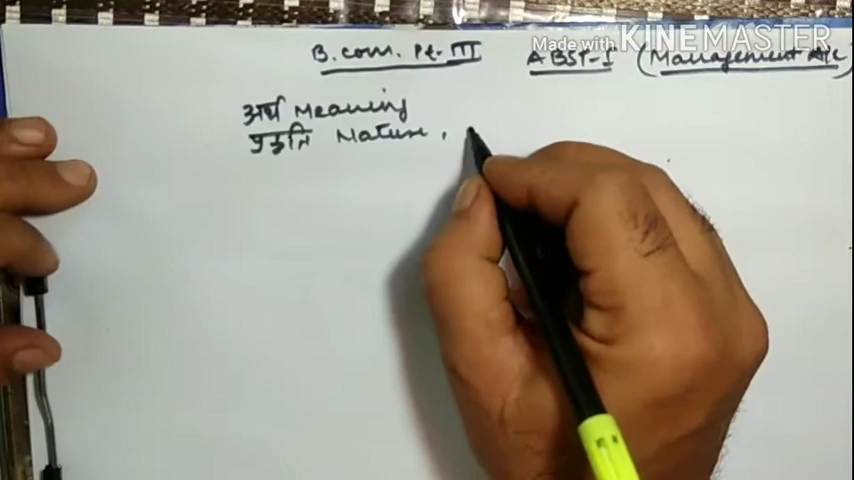 B.com. Pt. III ABST-I (Management A/c)
Made with KINEMASTER
अर्थ Meaning
प्रकृति Nature,